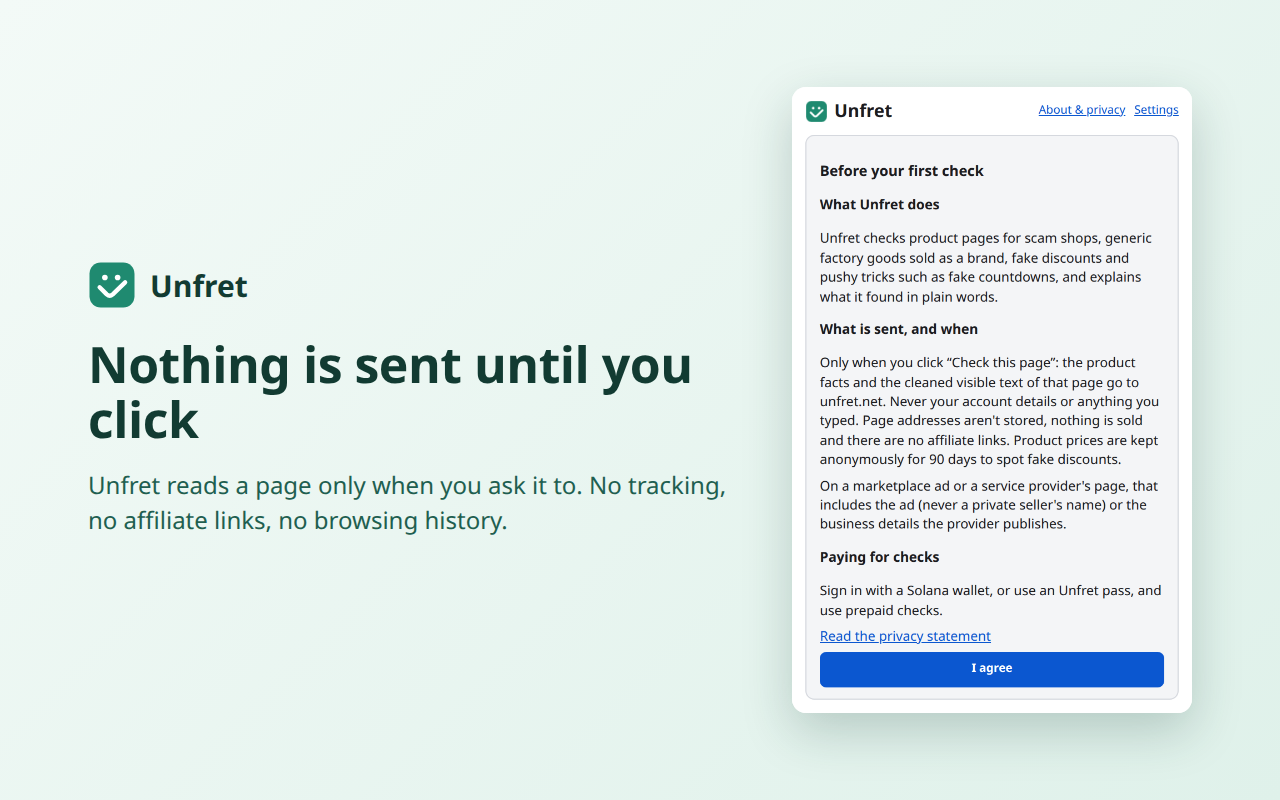 Unfret
Nothing is sent until you
click
Unfret reads a page only when you ask it to. No tracking,
no affiliate links, no browsing history.
Unfret
About & privacy
Settings
Before your first check
What Unfret does
Unfret checks product pages for scam shops, generic
factory goods sold as a brand, fake discounts and
pushy tricks such as fake countdowns, and explains
what it found in plain words.
What is sent, and when
Only when you click “Check this page”: the product
facts and the cleaned visible text of that page go to
unfret.net. Never your account details or anything you
typed. Page addresses aren't stored, nothing is sold
and there are no affiliate links. Product prices are kept
anonymously for 90 days to spot fake discounts.
On a marketplace ad or a service provider's page, that
includes the ad (never a private seller's name) or the
business details the provider publishes.
Paying for checks
Sign in with a Solana wallet, or use an Unfret pass, and
use prepaid checks.
Read the privacy statement
I agree